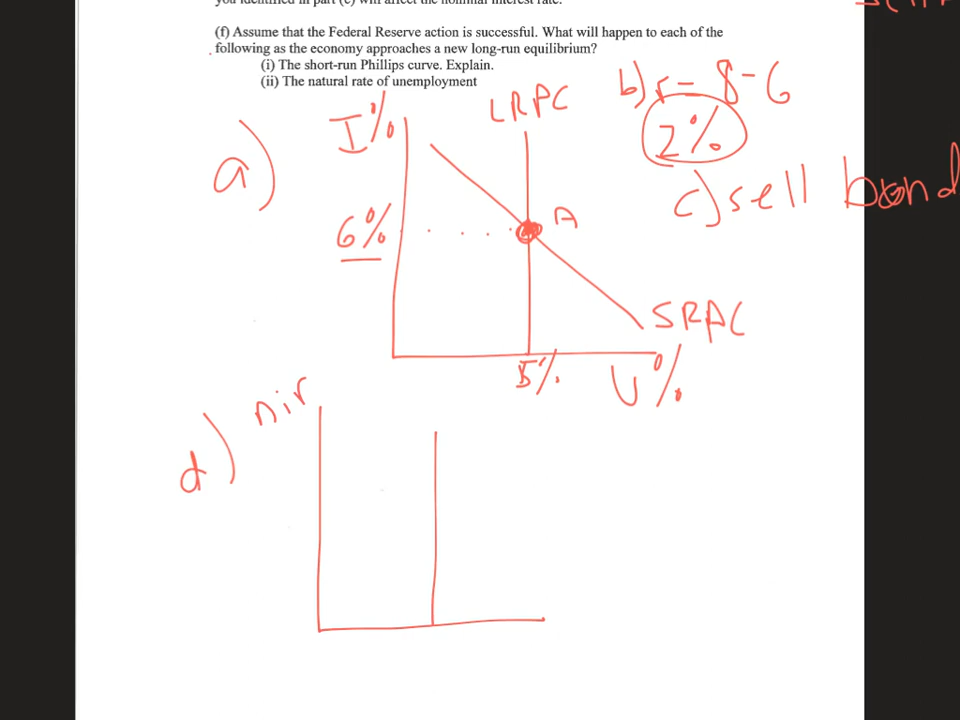 (f) Assume that the Federal Reserve action is successful. What will happen to each of the
following as the economy approaches a new long-run equilibrium?
(i) The short-run Phillips curve. Explain.
(ii) The natural rate of unemployment
a)
I%
LRPC
b) r= 8-6
2%
c) sell bond
6%
A
SRPC
5%
U%
d)
nir